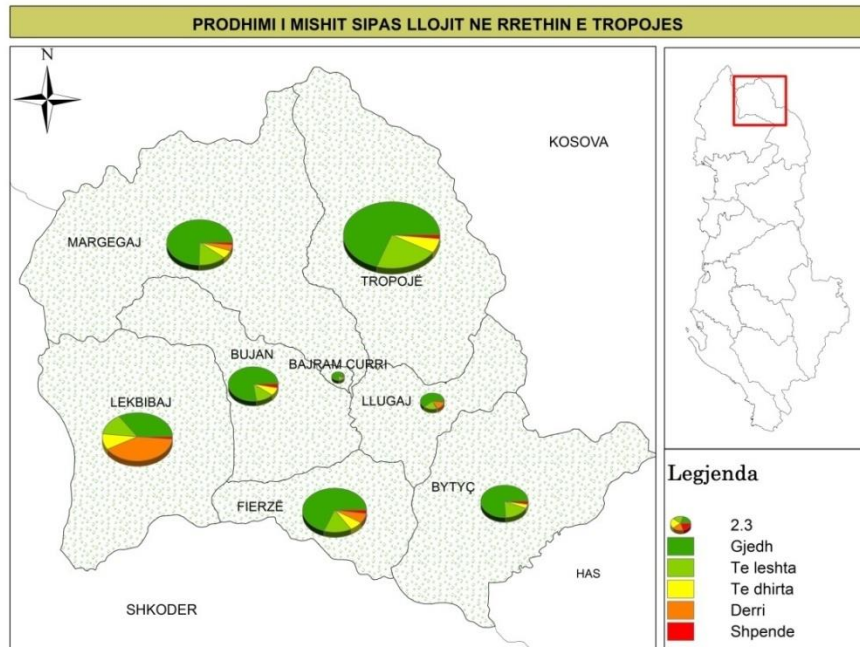 PRODHIMI I MISHIT SIPAS LLOJIT NE RRETHIN E TROPOJES
N
KOSOVA
MARGEGAJ
TROPOJË
BUJAN
BAJRAM CURRI
LEKBIBAJ
LLUGAJ
BYTYÇ
FIERZË
HAS
SHKODER
Legjenda
2.3
Gjedh
Te leshta
Te dhirta
Derri
Shpende